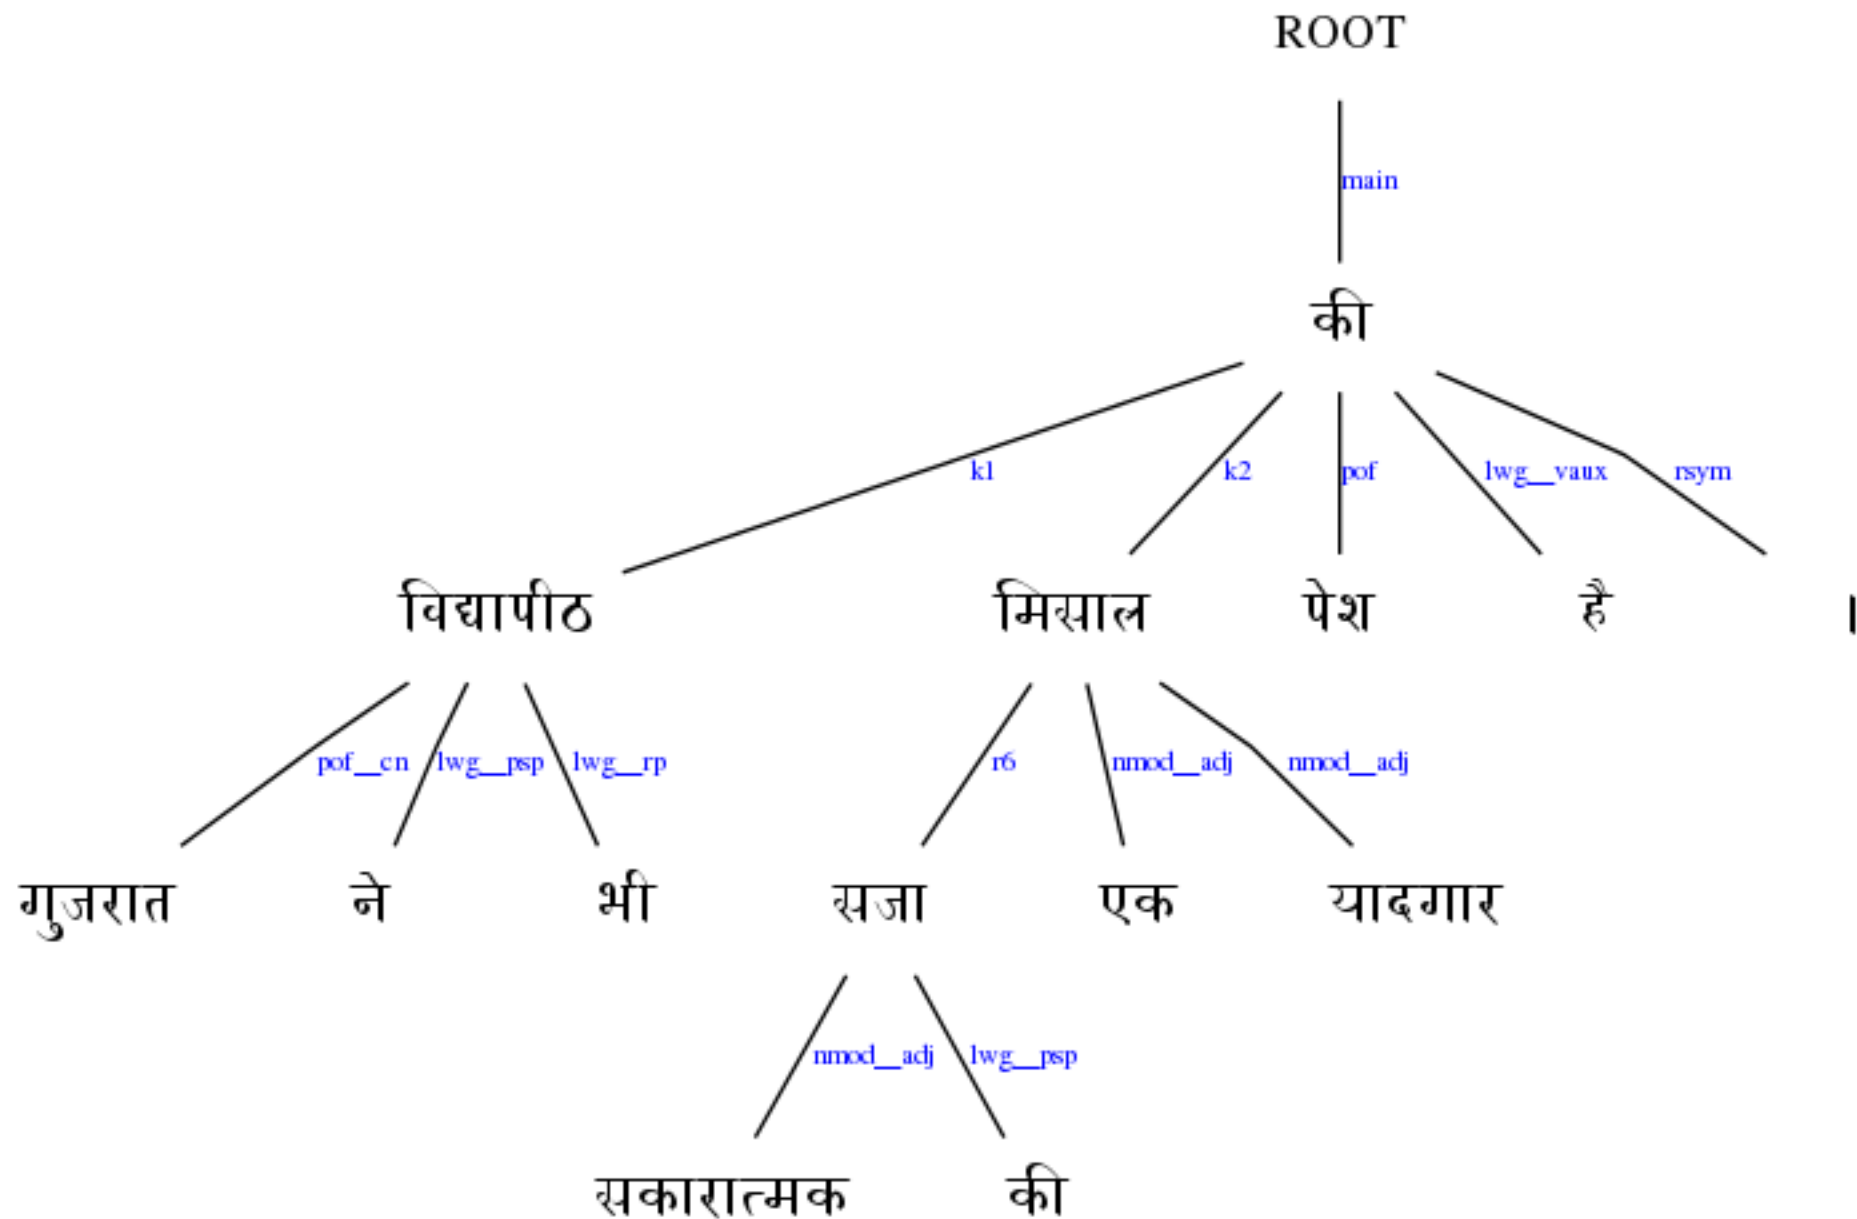 ROOT
main
की
k1 k2 pof lwg__vaux rsym
विद्यापीठ मिसाल पेश है ।
pof__cn lwg__psp lwg__rp r6 nmod__adj nmod__adj
गुजरात ने भी सजा एक यादगार
nmod__adj lwg__psp
सकारात्मक की